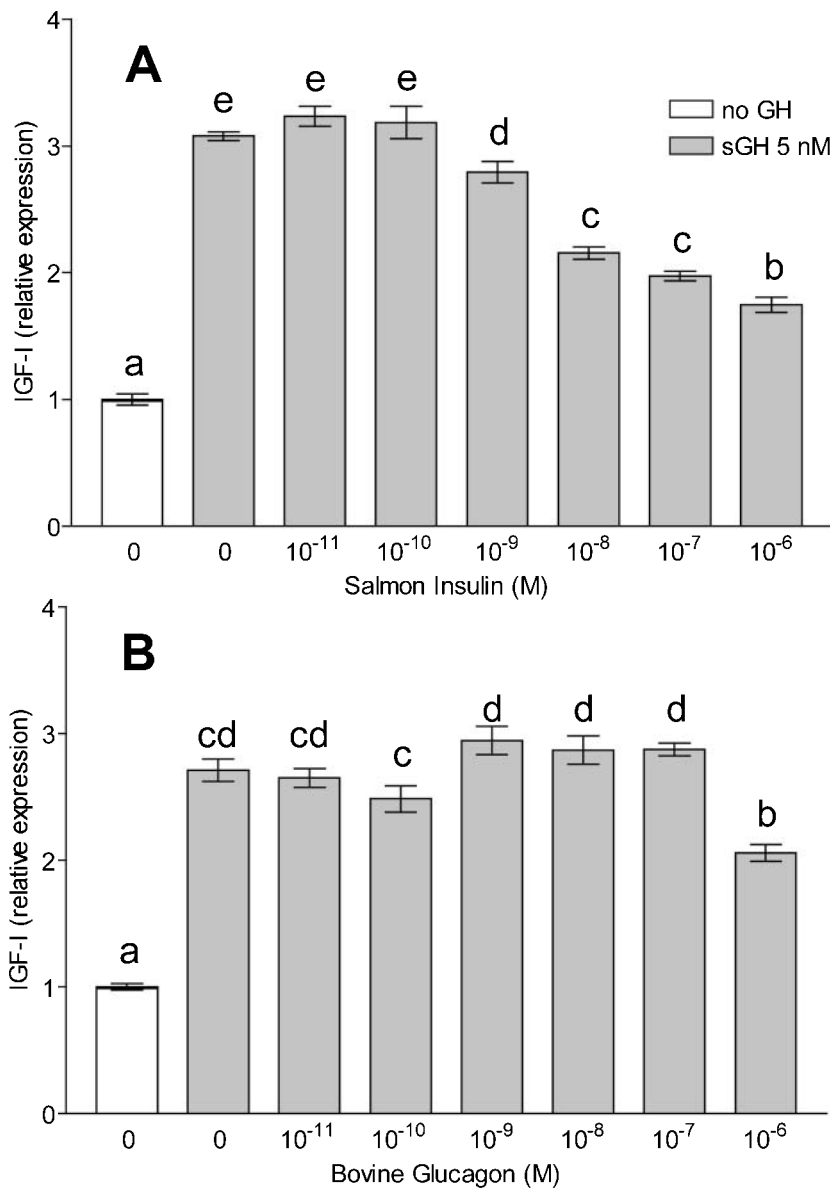 4
A
e
e
e
no GH
sGH 5 nM
3
d
IGF-I (relative expression)
c
c
2
b
a
1
0
0 0 10⁻¹¹ 10⁻¹⁰ 10⁻⁹ 10⁻⁸ 10⁻⁷ 10⁻⁶
Salmon Insulin (M)
4
B
3
cd cd c d d d
IGF-I (relative expression)
b
2
a
1
0
0 0 10⁻¹¹ 10⁻¹⁰ 10⁻⁹ 10⁻⁸ 10⁻⁷ 10⁻⁶
Bovine Glucagon (M)